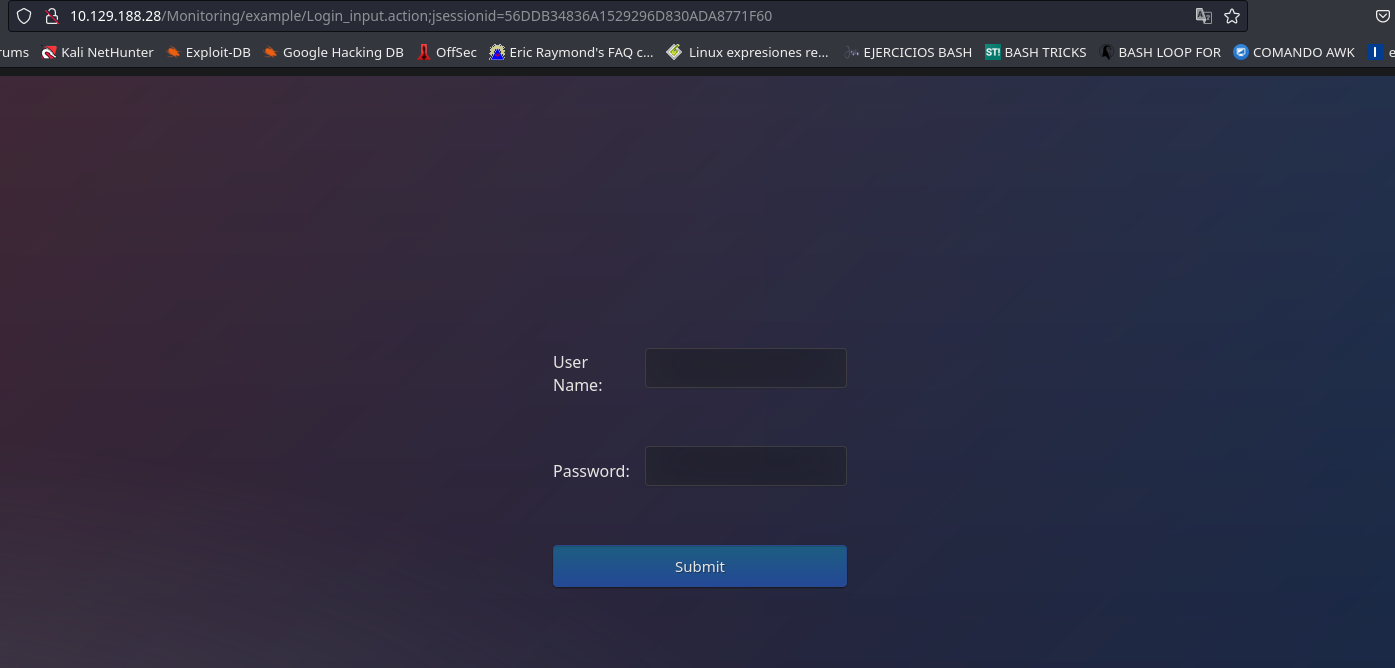 10.129.188.28/Monitoring/example/Login_input.action;jsessionid=56DDB34836A1529296D830ADA8771F60
rums Kali NetHunter Exploit-DB Google Hacking DB OffSec Eric Raymond's FAQ c... Linux expresiones re... ST! EJERCICIOS BASH BASH TRICKS BASH LOOP FOR COMANDO AWK I e
User
Name:
Password:
Submit